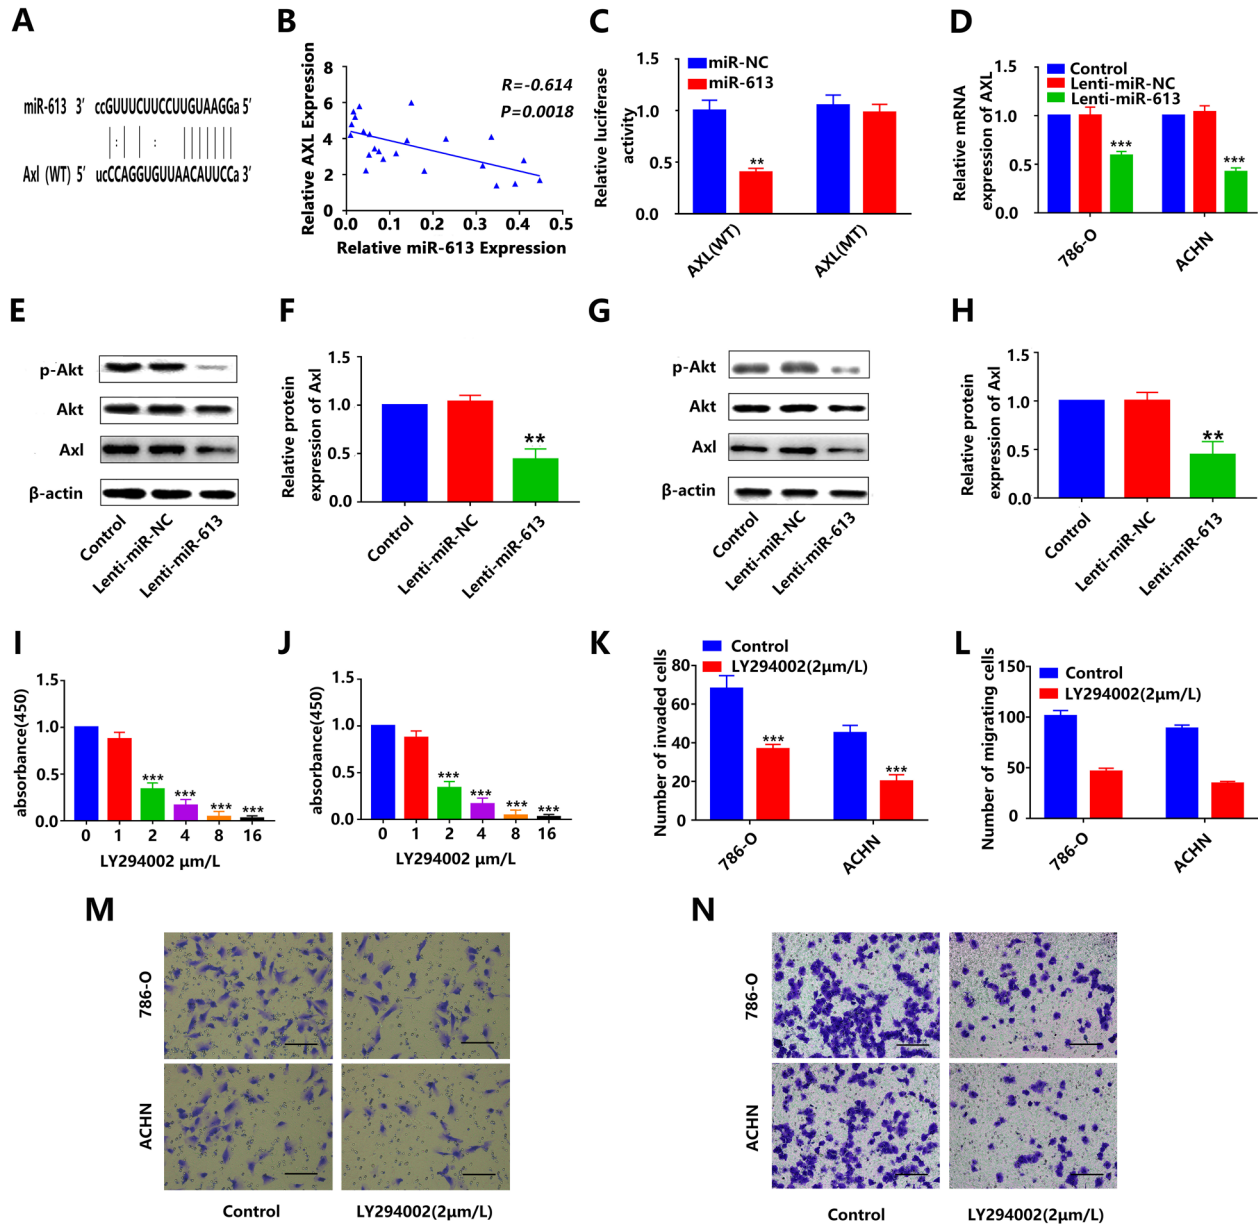 A
miR-613 3′ ccGUUUCUUCCUUGUAAGGa 5′
Axl (WT) 5′ ucCCAGGUGUUAACAUUCCa 3′
B
Relative AXL Expression
8
6
4
2
0
R=-0.614
P=0.0018
0.0 0.1 0.2 0.3 0.4 0.5
Relative miR-613 Expression
C
Relative luciferase
activity
1.5
1.0
0.5
0.0
miR-NC
miR-613
**
AXL(WT) AXL(MT)
D
Relative mRNA
expression of AXL
1.5
1.0
0.5
0.0
Control
Lenti-miR-NC
Lenti-miR-613
*** ***
786-O ACHN
E
p-Akt
Akt
Axl
β-actin
Control Lenti-miR-NC Lenti-miR-613
F
Relative protein
expression of Axl
1.5
1.0
0.5
0.0
**
Control Lenti-miR-NC Lenti-miR-613
G
p-Akt
Akt
Axl
β-actin
Control Lenti-miR-NC Lenti-miR-613
H
Relative protein
expression of Axl
1.5
1.0
0.5
0.0
**
Control Lenti-miR-NC Lenti-miR-613
I
absorbance(450)
1.5
1.0
0.5
0.0
*** *** *** ***
0 1 2 4 8 16
LY294002 μm/L
J
absorbance(450)
1.5
1.0
0.5
0.0
*** *** *** ***
0 1 2 4 8 16
LY294002 μm/L
K
Number of invaded cells
80
60
40
20
0
Control
LY294002(2μm/L)
*** ***
786-O ACHN
L
Number of migrating cells
150
100
50
0
Control
LY294002(2μm/L)
786-O ACHN
M
786-O
ACHN
Control LY294002(2μm/L)
N
786-O
ACHN
Control LY294002(2μm/L)